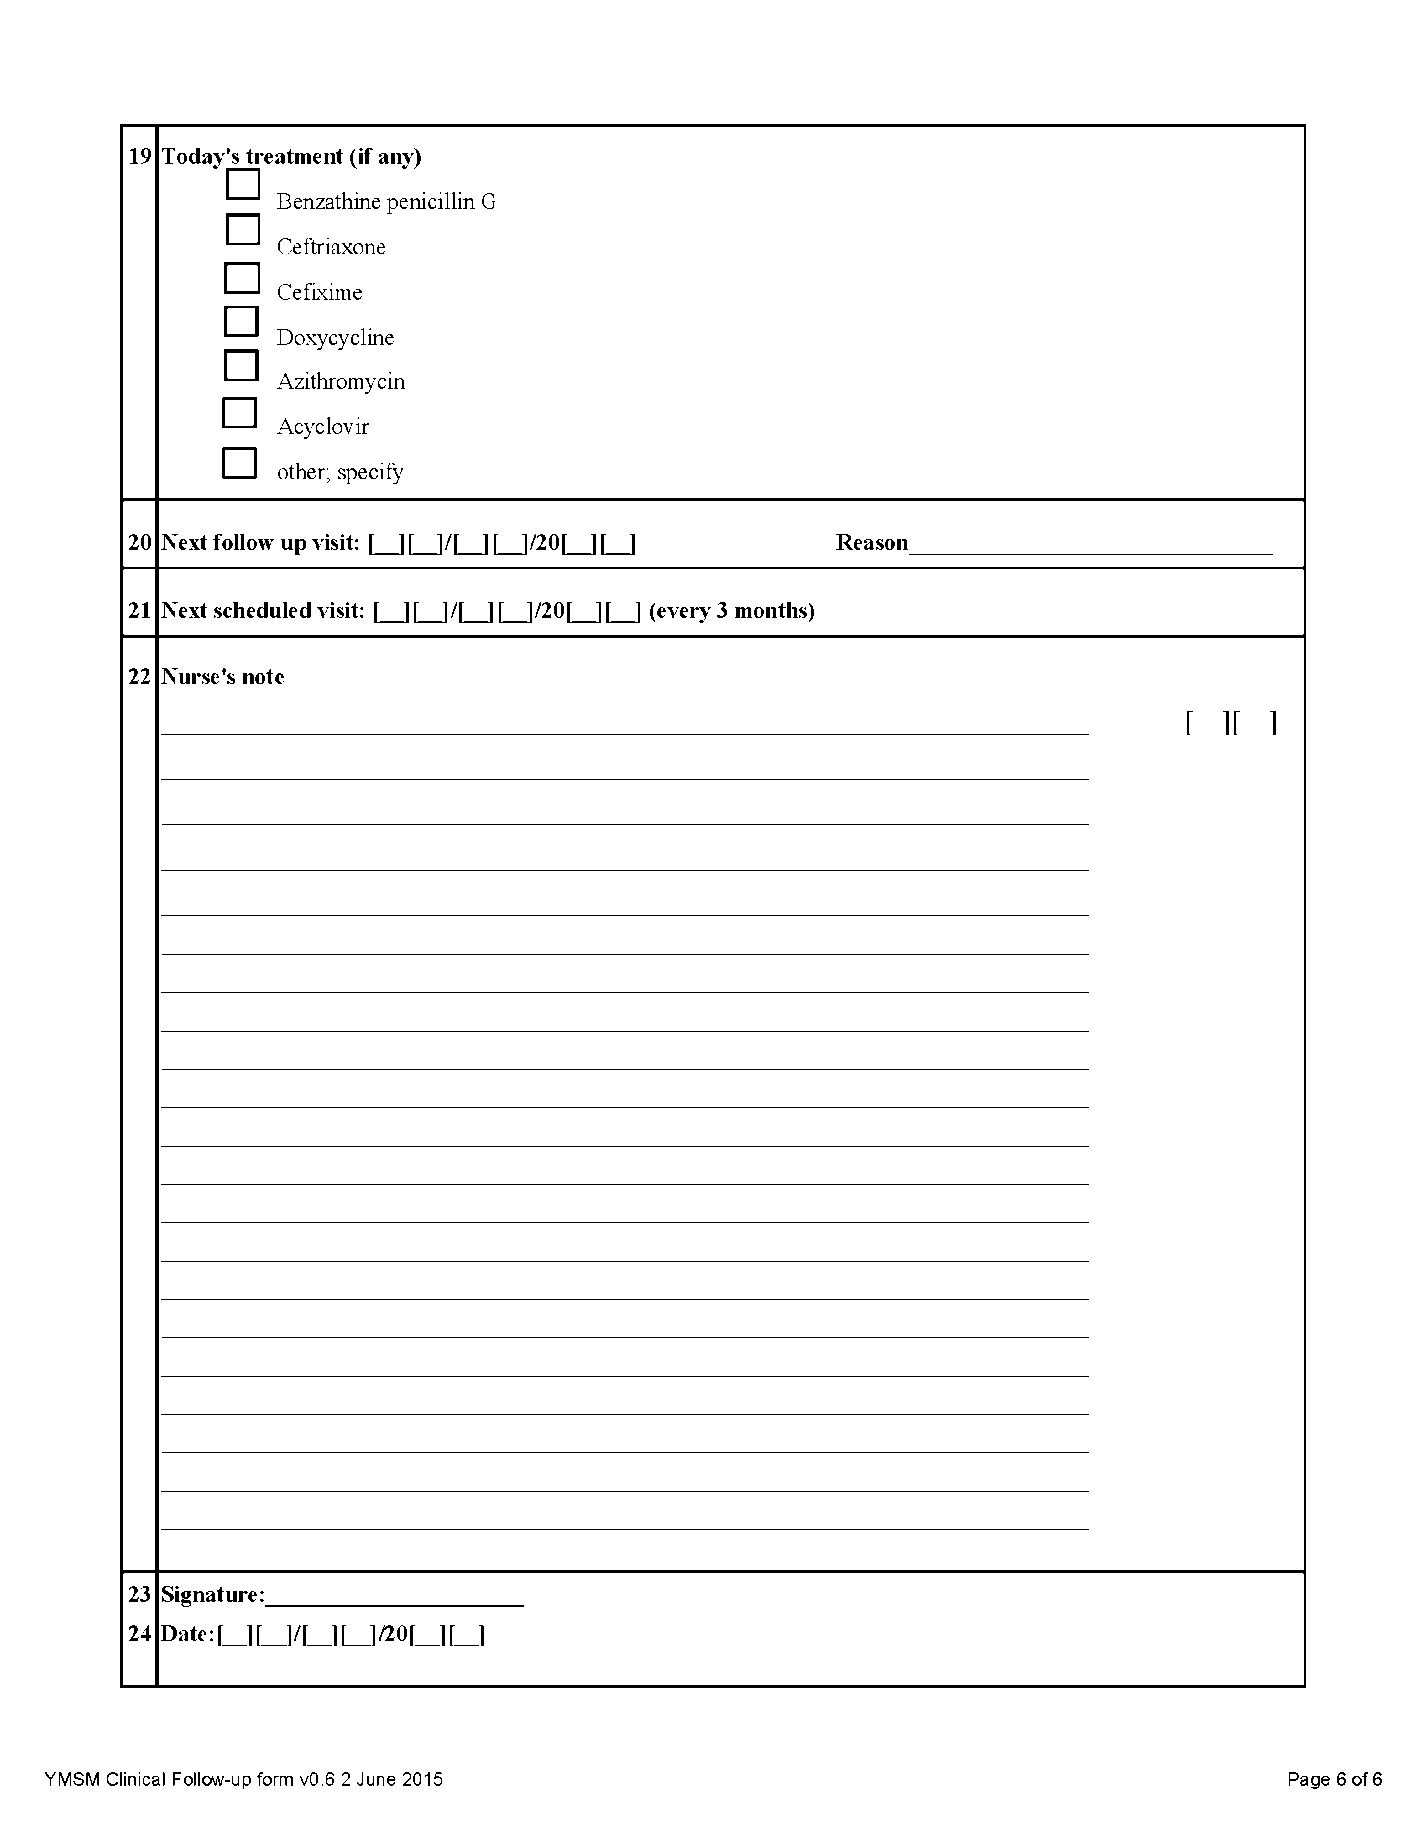 19 Today's treatment (if any)
Benzathine penicillin G
Ceftriaxone
Cefixime
Doxycycline
Azithromycin
Acyclovir
other; specify
20 Next follow up visit: [__][__]/[__][__]/20[__][__] Reason____________________________
21 Next scheduled visit: [__][__]/[__][__]/20[__][__] (every 3 months)
22 Nurse's note
[ ][ ]
23 Signature:____________________
24 Date:[__][__]/[__][__]/20[__][__]
YMSM Clinical Follow-up form v0.6 2 June 2015 Page 6 of 6